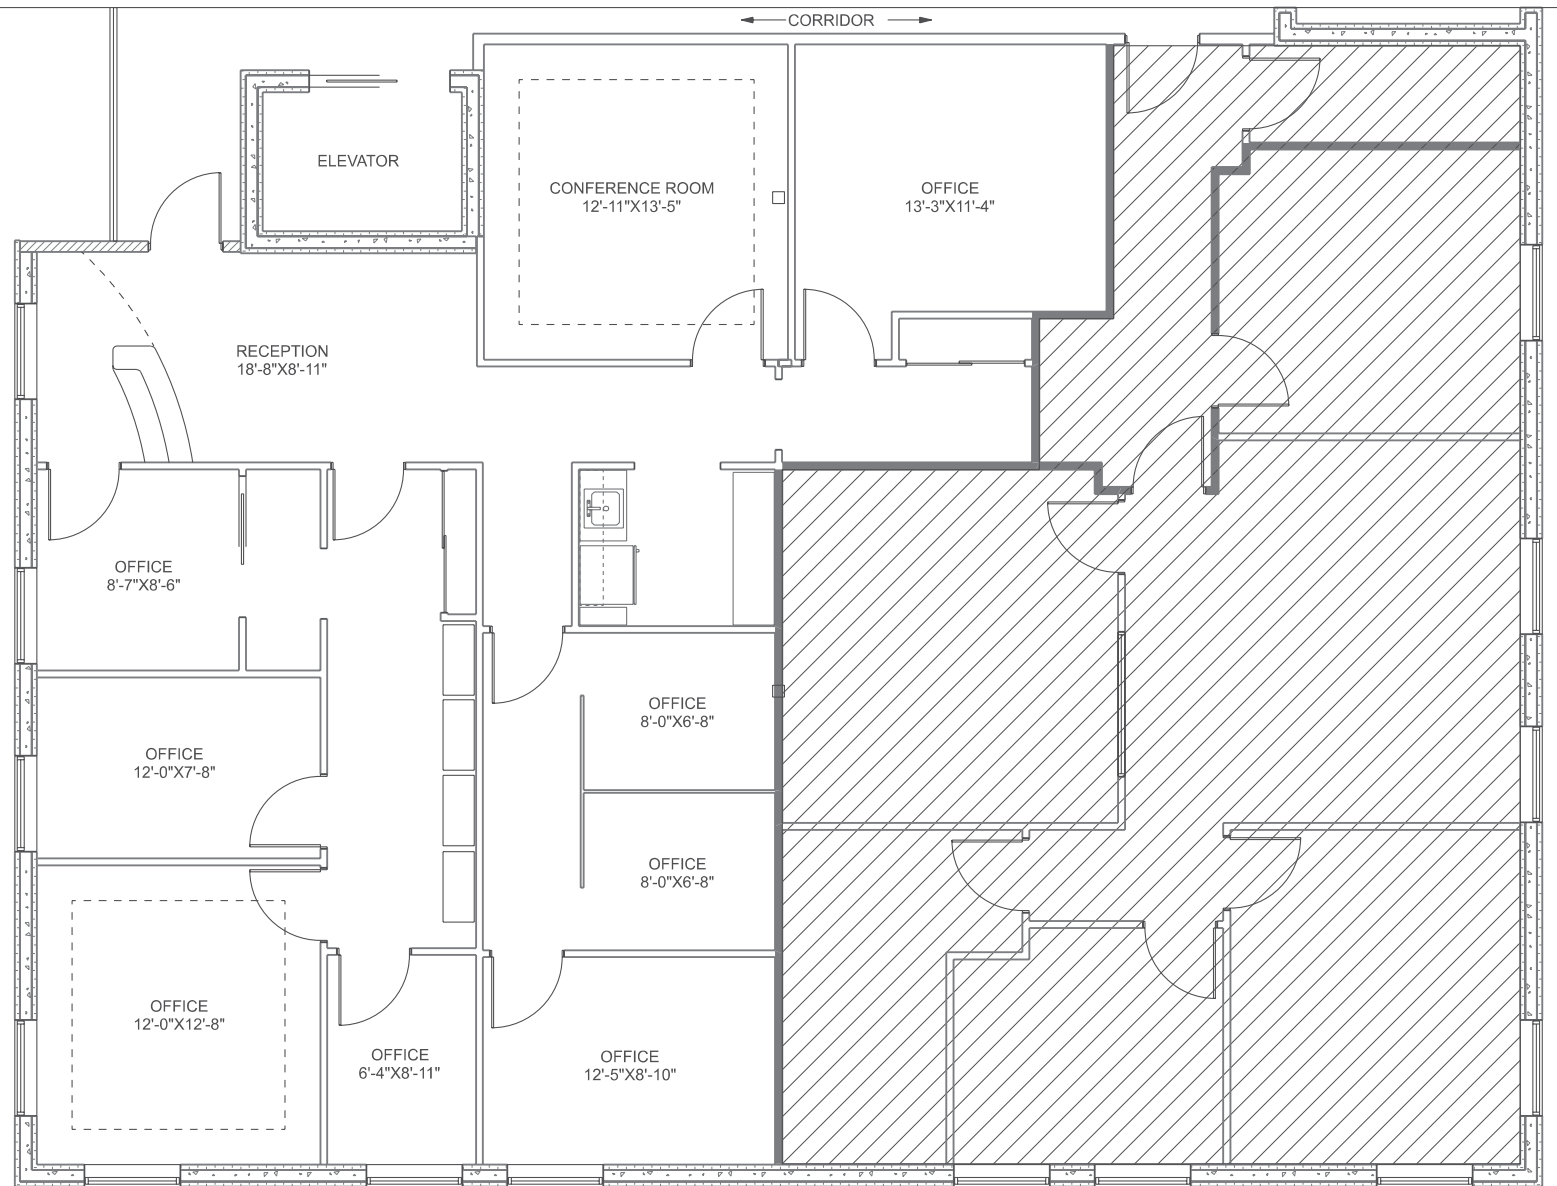 CORRIDOR
ELEVATOR
CONFERENCE ROOM
12'-11"X13'-5"
OFFICE
13'-3"X11'-4"
RECEPTION
18'-8"X8'-11"
OFFICE
8'-7"X8'-6"
OFFICE
8'-0"X6'-8"
OFFICE
12'-0"X7'-8"
OFFICE
8'-0"X6'-8"
OFFICE
12'-0"X12'-8"
OFFICE
6'-4"X8'-11"
OFFICE
12'-5"X8'-10"